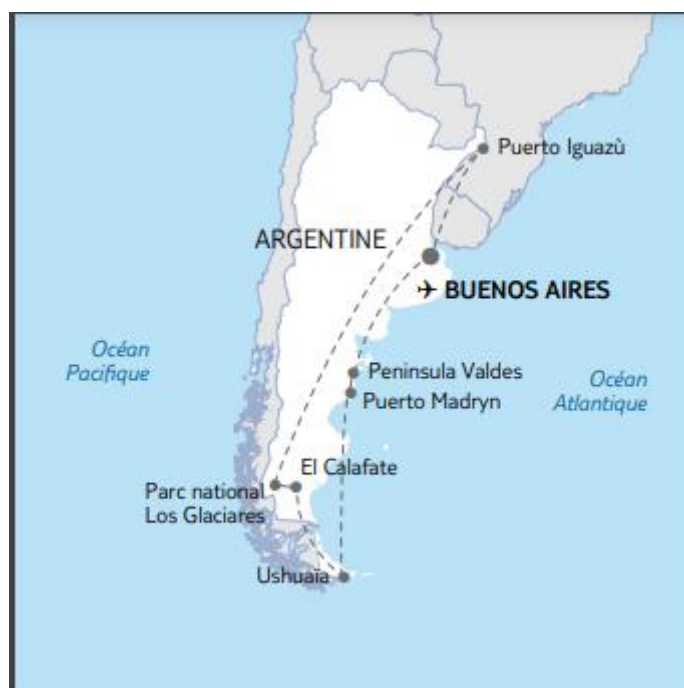 Puerto Iguazù
ARGENTINE
BUENOS AIRES
Océan
Pacifique
Peninsula Valdes
Océan
Atlantique
Puerto Madryn
El Calafate
Parc national
Los Glaciares
Ushuaïa